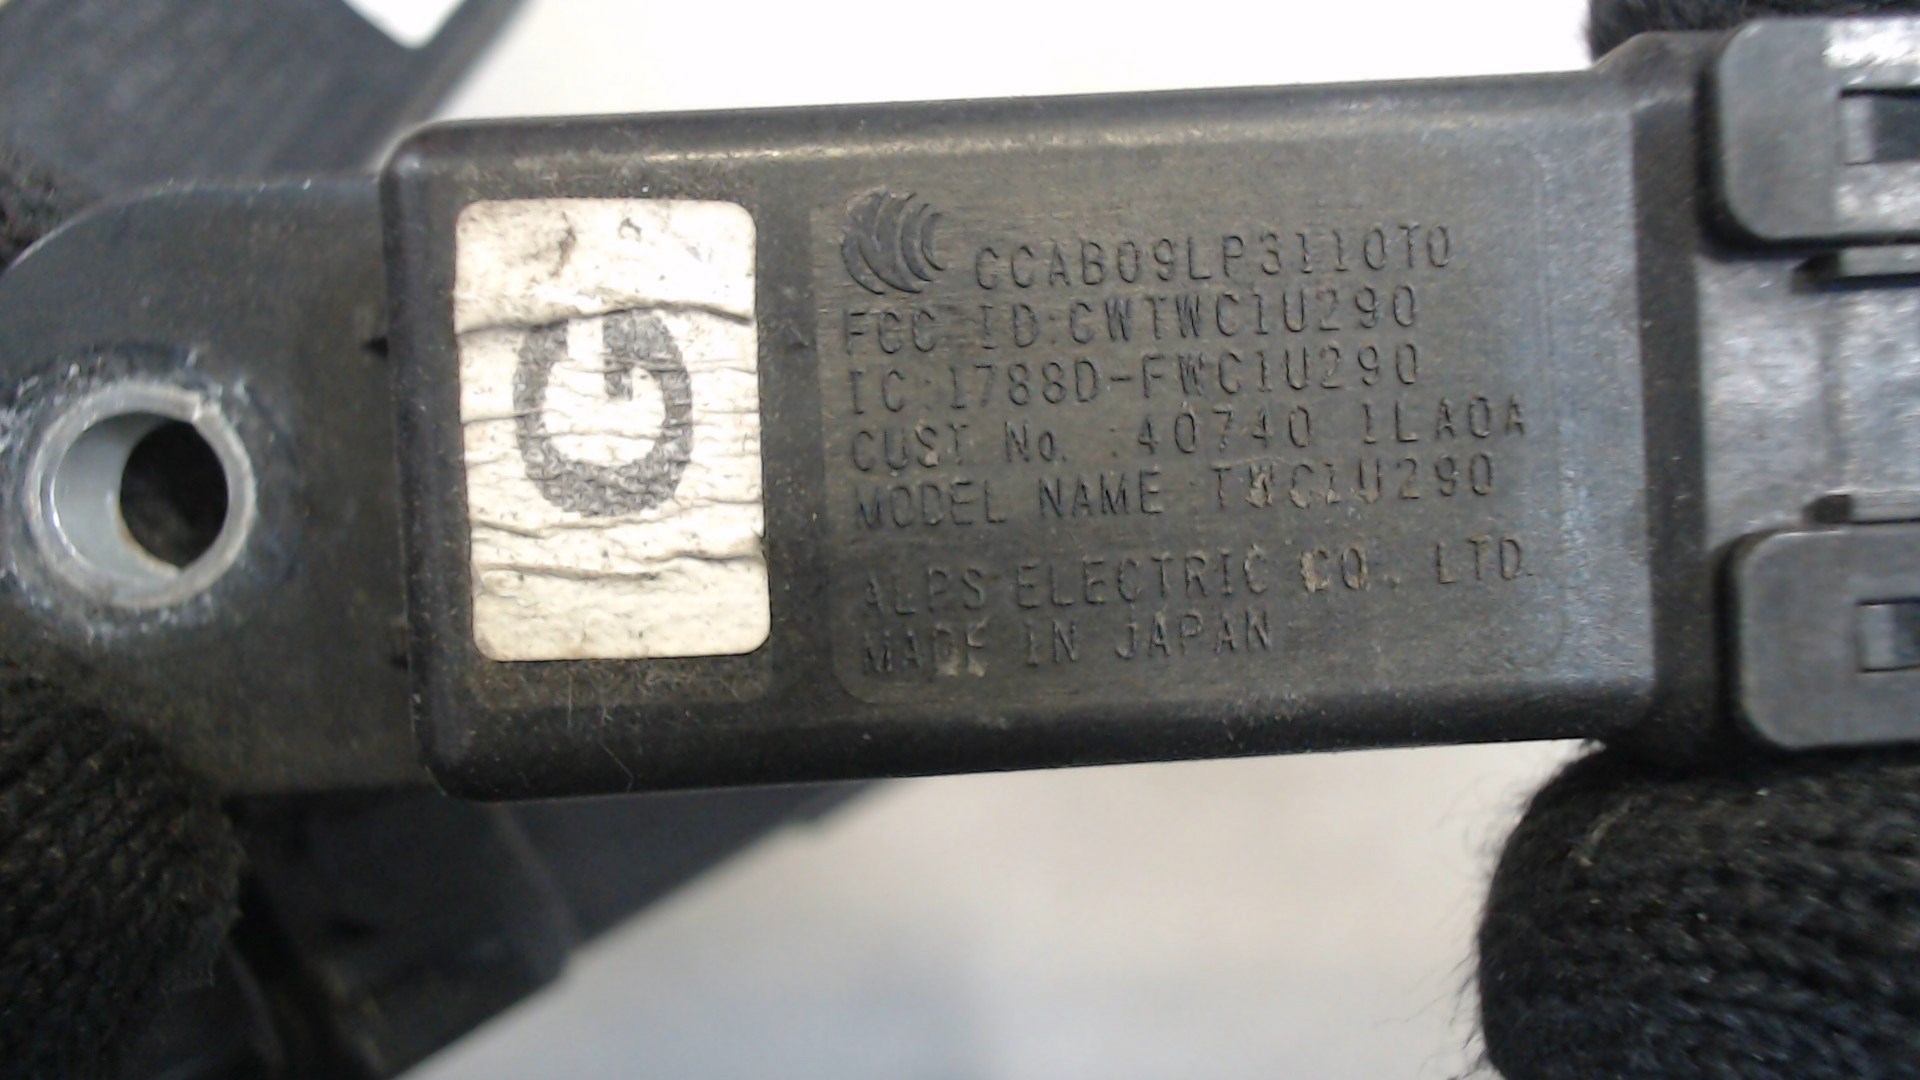 G
CCAB09LP3110T0
FCC ID:CWTWC1U290
IC:1788D-FWC1U290
CUST No. :40740 1LA0A
MODEL NAME:TWC1U290
ALPS ELECTRIC CO., LTD.
MADE IN JAPAN